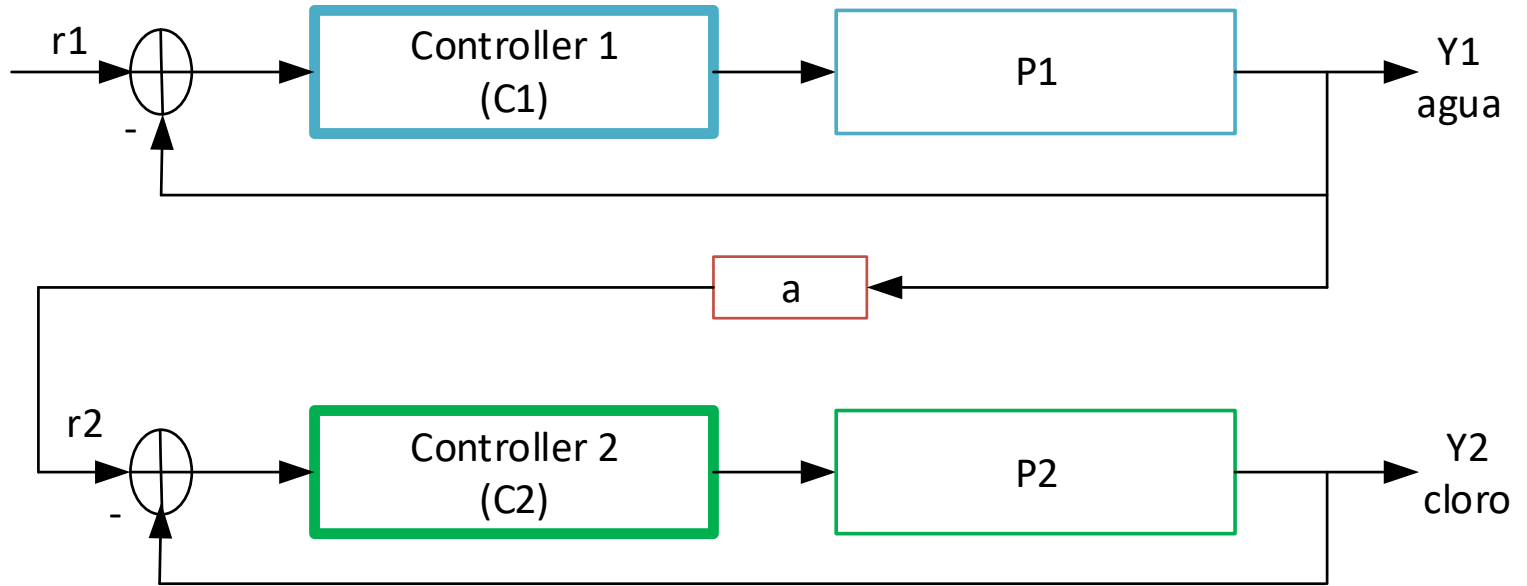 r1
-
Controller 1
(C1)
P1
Y1
agua
a
r2
-
Controller 2
(C2)
P2
Y2
cloro